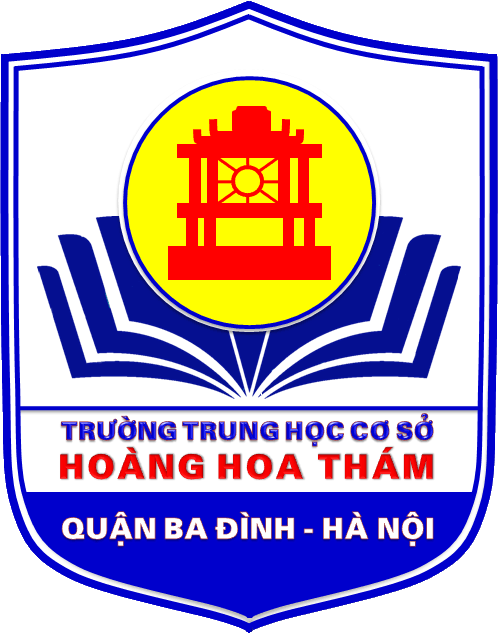 TRƯỜNG TRUNG HỌC CƠ SỞ
HOÀNG HOA THÁM
QUẬN BA ĐÌNH - HÀ NỘI